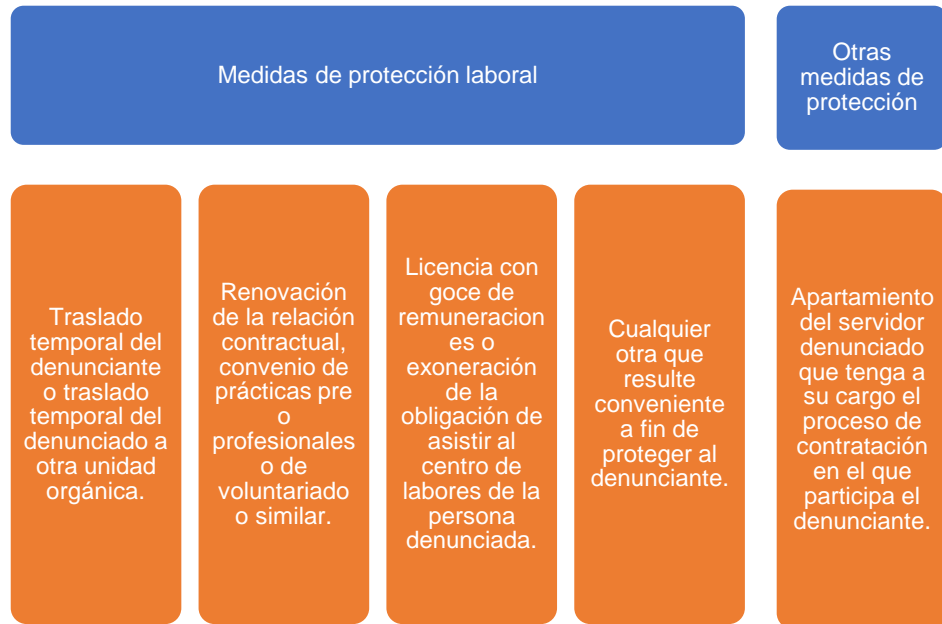 Medidas de protección laboral
Otras
medidas de
protección
Traslado
temporal del
denunciante
o traslado
temporal del
denunciado a
otra unidad
orgánica.
Renovación
de la relación
contractual,
convenio de
prácticas pre
o
profesionales
o de
voluntariado
o similar.
Licencia con
goce de
remuneracion
es o
exoneración
de la
obligación de
asistir al
centro de
labores de la
persona
denunciada.
Cualquier
otra que
resulte
conveniente
a fin de
proteger al
denunciante.
Apartamiento
del servidor
denunciado
que tenga a
su cargo el
proceso de
contratación
en el que
participa el
denunciante.